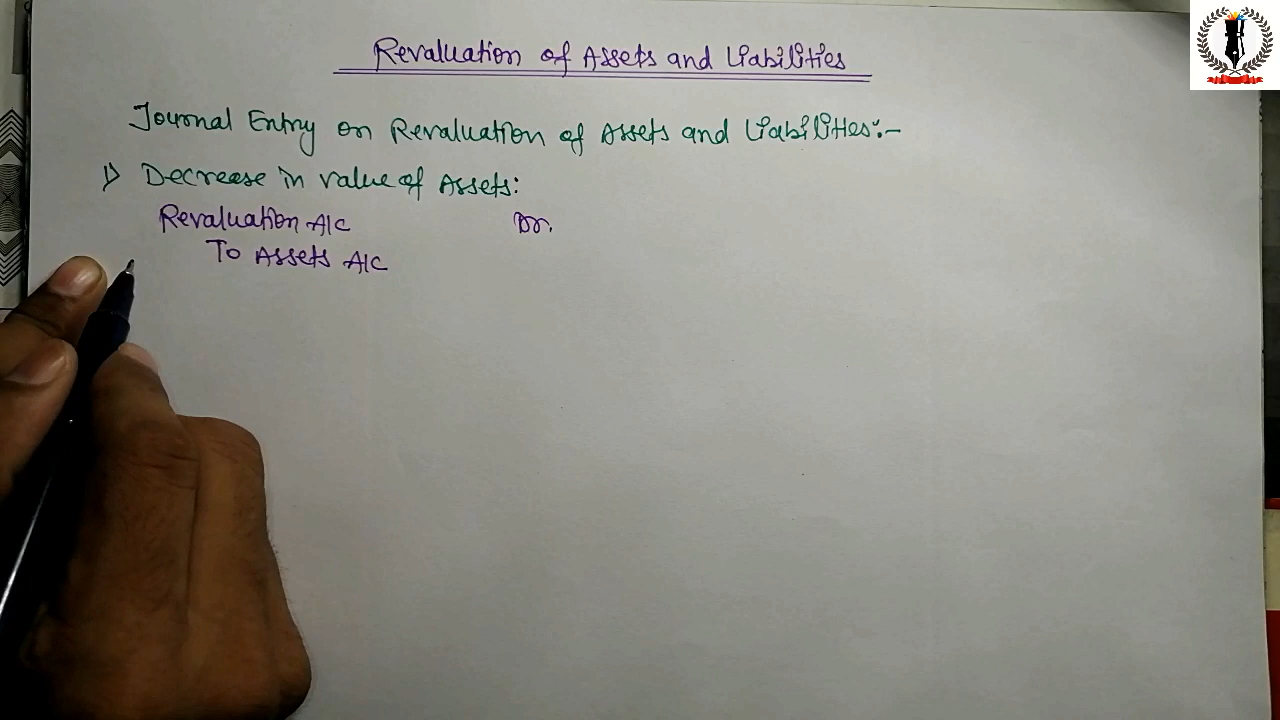 Revaluation of Assets and Liabilities
Journal Entry on Revaluation of Assets and Liabilities:-
1) Decrease in value of Assets:
Revaluation A/c Dr.
To Assets A/c